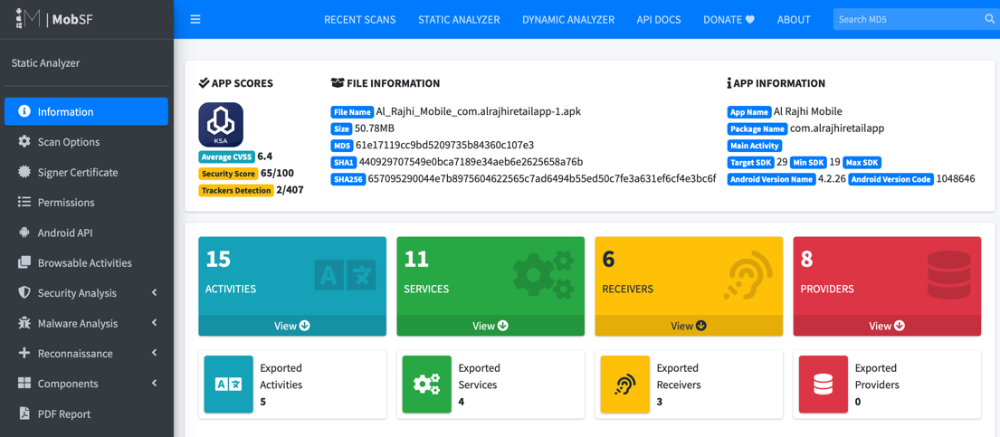 MobSF
RECENT SCANS STATIC ANALYZER DYNAMIC ANALYZER API DOCS DONATE ABOUT Search MD5
Static Analyzer
Information
Scan Options
Signer Certificate
Permissions
Android API
Browsable Activities
Security Analysis
Malware Analysis
Reconnaissance
Components
PDF Report
APP SCORES
KSA
Average CVSS 6.4
Security Score 65/100
Trackers Detection 2/407
FILE INFORMATION
File Name Al_Rajhi_Mobile_com.alrajhiretailapp-1.apk
Size 50.78MB
MD5 61e17119cc9bd5209735b84360c107e3
SHA1 440929707549e0bca7189e34aeb6e2625658a76b
SHA256 657095290044e7b8975604622565c7ad6494b55ed50c7fe3a631ef6cf4e3bc6f
APP INFORMATION
App Name Al Rajhi Mobile
Package Name com.alrajhiretailapp
Main Activity
Target SDK 29 Min SDK 19 Max SDK
Android Version Name 4.2.26 Android Version Code 1048646
15
ACTIVITIES
View
11
SERVICES
View
6
RECEIVERS
View
8
PROVIDERS
View
Exported
Activities
5
Exported
Services
4
Exported
Receivers
3
Exported
Providers
0